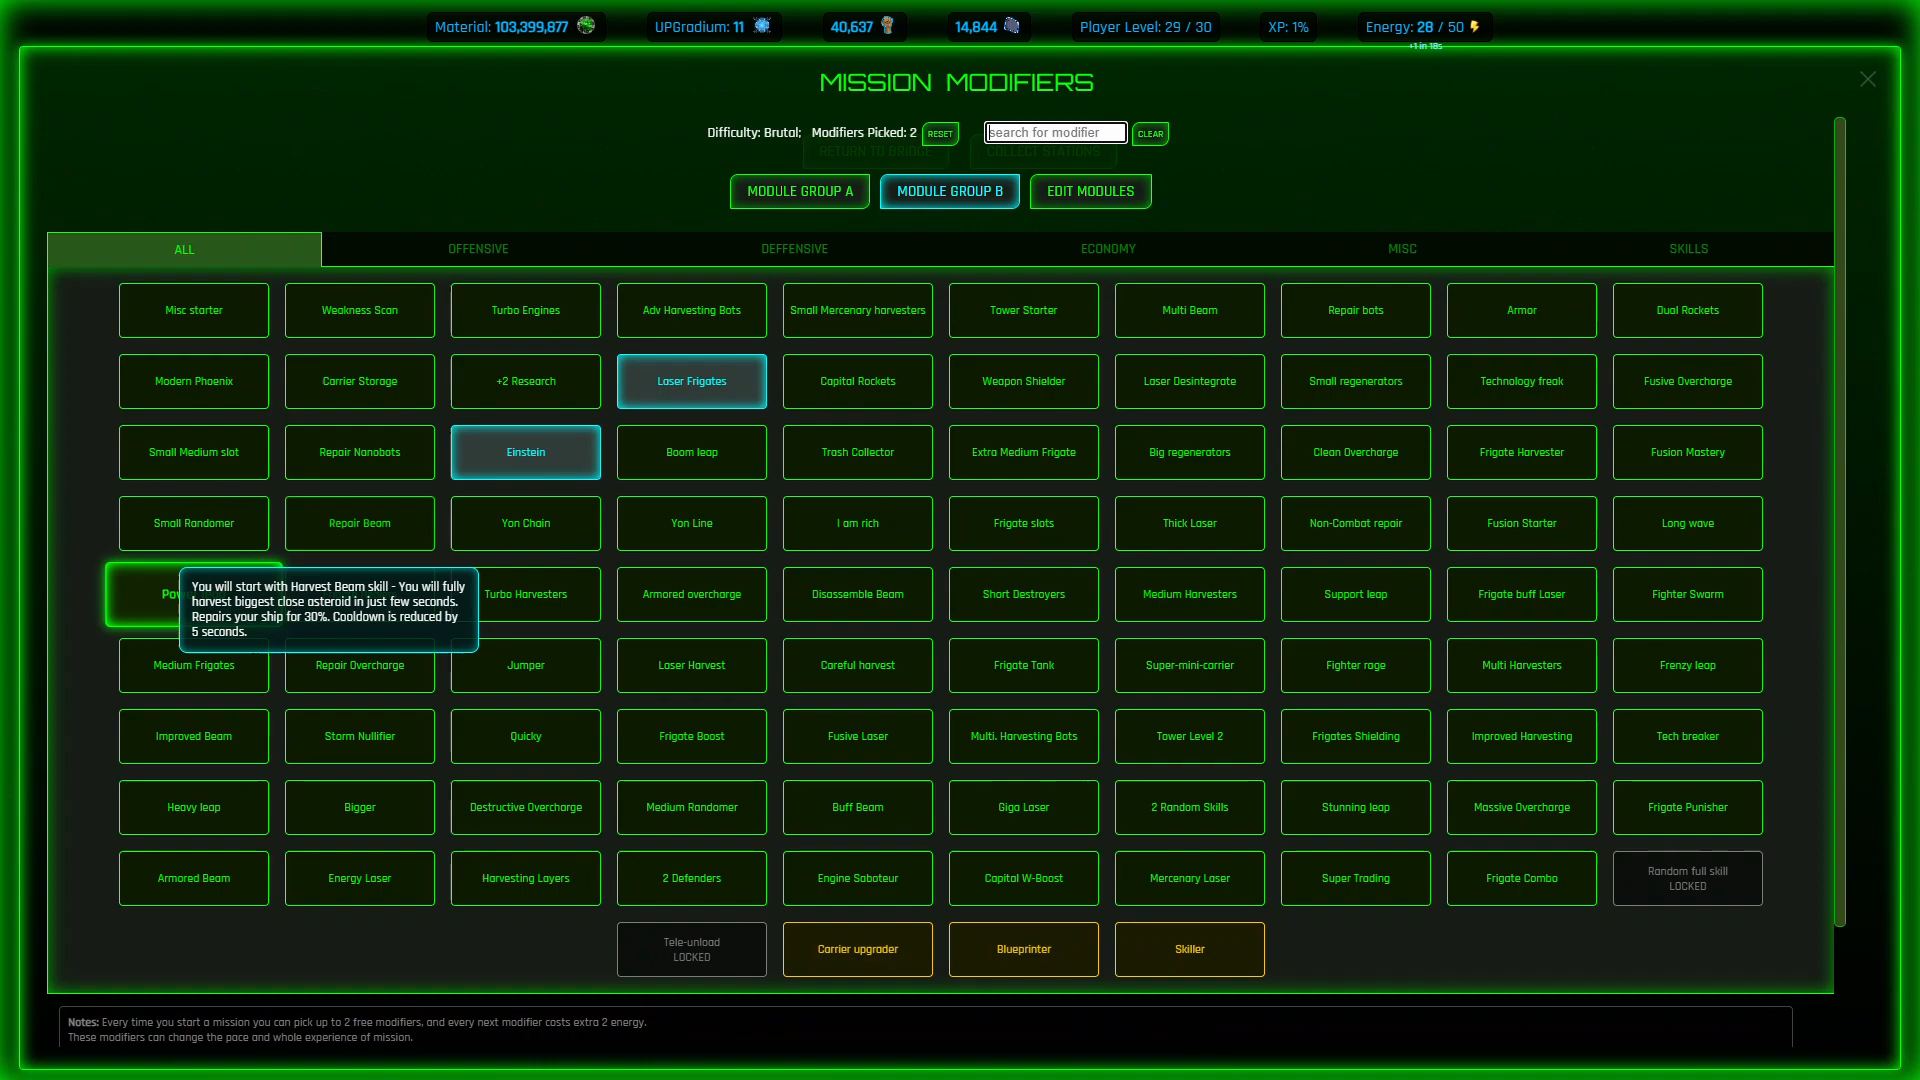 Material: 103,399,877
UPGradium: 11
40,637
14,844
Player Level: 29 / 30
XP: 1%
Energy: 28 / 50
+1 in 18s
MISSION MODIFIERS
Difficulty: Brutal; Modifiers Picked: 2
RESET
search for modifier
CLEAR
RETURN TO BRIDGE
COLLECT STATIONS
MODULE GROUP A
MODULE GROUP B
EDIT MODULES
ALL
OFFENSIVE
DEFFENSIVE
ECONOMY
MISC
SKILLS
Misc starter
Weakness Scan
Turbo Engines
Adv Harvesting Bots
Small Mercenary harvesters
Tower Starter
Multi Beam
Repair bots
Armor
Dual Rockets
Modern Phoenix
Carrier Storage
+2 Research
Laser Frigates
Capital Rockets
Weapon Shielder
Laser Desintegrate
Small regenerators
Technology freak
Fusive Overcharge
Small Medium slot
Repair Nanobots
Einstein
Boom leap
Trash Collector
Extra Medium Frigate
Big regenerators
Clean Overcharge
Frigate Harvester
Fusion Mastery
Small Randomer
Repair Beam
Yon Chain
Yon Line
I am rich
Frigate slots
Thick Laser
Non-Combat repair
Fusion Starter
Long wave
You will start with Harvest Beam skill - You will fully
harvest biggest close asteroid in just few seconds.
Repairs your ship for 30%. Cooldown is reduced by
5 seconds.
Turbo Harvesters
Armored overcharge
Disassemble Beam
Short Destroyers
Medium Harvesters
Support leap
Frigate buff Laser
Fighter Swarm
Medium Frigates
Repair Overcharge
Jumper
Laser Harvest
Careful harvest
Frigate Tank
Super-mini-carrier
Fighter rage
Multi Harvesters
Frenzy leap
Improved Beam
Storm Nullifier
Quicky
Frigate Boost
Fusive Laser
Multi. Harvesting Bots
Tower Level 2
Frigates Shielding
Improved Harvesting
Tech breaker
Heavy leap
Bigger
Destructive Overcharge
Medium Randomer
Buff Beam
Giga Laser
2 Random Skills
Stunning leap
Massive Overcharge
Frigate Punisher
Armored Beam
Energy Laser
Harvesting Layers
2 Defenders
Engine Saboteur
Capital W-Boost
Mercenary Laser
Super Trading
Frigate Combo
Random full skill
LOCKED
Tele-unload
LOCKED
Carrier upgrader
Blueprinter
Skiller
Notes: Every time you start a mission you can pick up to 2 free modifiers, and every next modifier costs extra 2 energy.
These modifiers can change the pace and whole experience of mission.